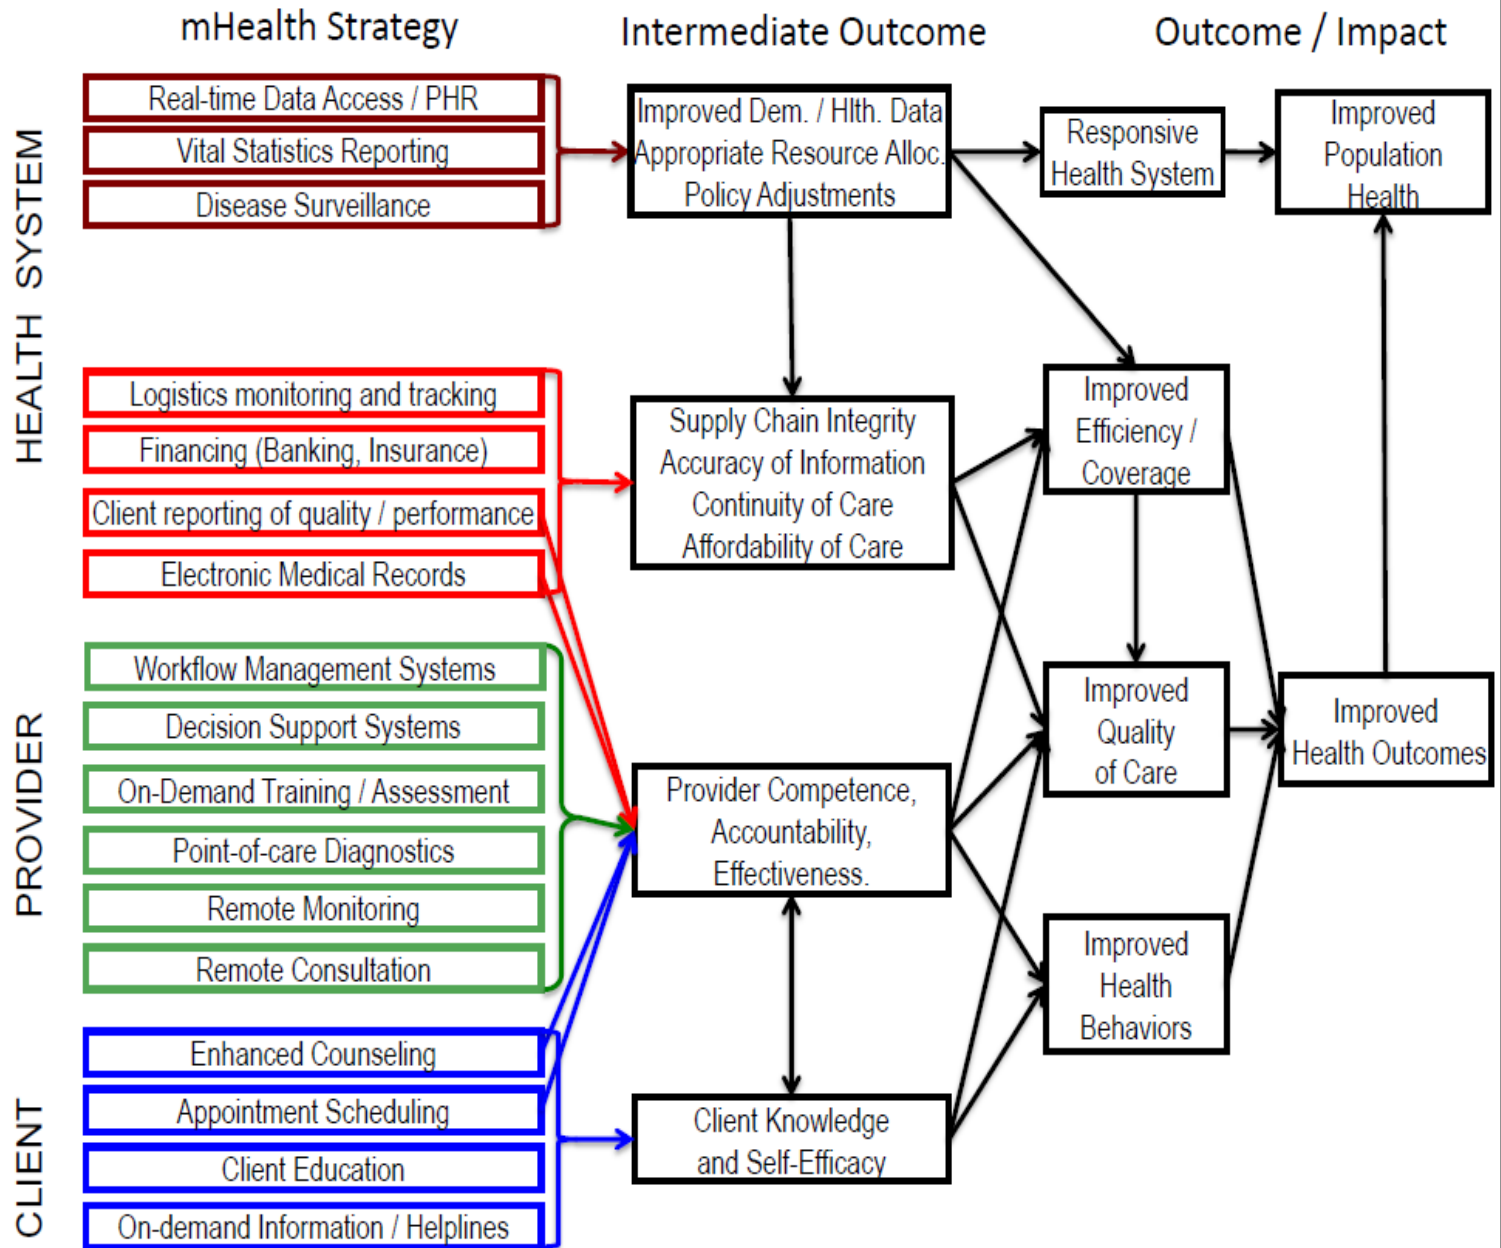 mHealth Strategy
Intermediate Outcome
Outcome / Impact
HEALTH SYSTEM
Real-time Data Access / PHR
Vital Statistics Reporting
Disease Surveillance
Improved Dem. / Hlth. Data
Appropriate Resource Alloc.
Policy Adjustments
Responsive
Health System
Improved
Population
Health
Logistics monitoring and tracking
Financing (Banking, Insurance)
Client reporting of quality / performance
Electronic Medical Records
Supply Chain Integrity
Accuracy of Information
Continuity of Care
Affordability of Care
Improved
Efficiency /
Coverage
PROVIDER
Workflow Management Systems
Decision Support Systems
On-Demand Training / Assessment
Point-of-care Diagnostics
Remote Monitoring
Remote Consultation
Provider Competence,
Accountability,
Effectiveness.
Improved
Quality
of Care
Improved
Health Outcomes
Improved
Health
Behaviors
CLIENT
Enhanced Counseling
Appointment Scheduling
Client Education
On-demand Information / Helplines
Client Knowledge
and Self-Efficacy